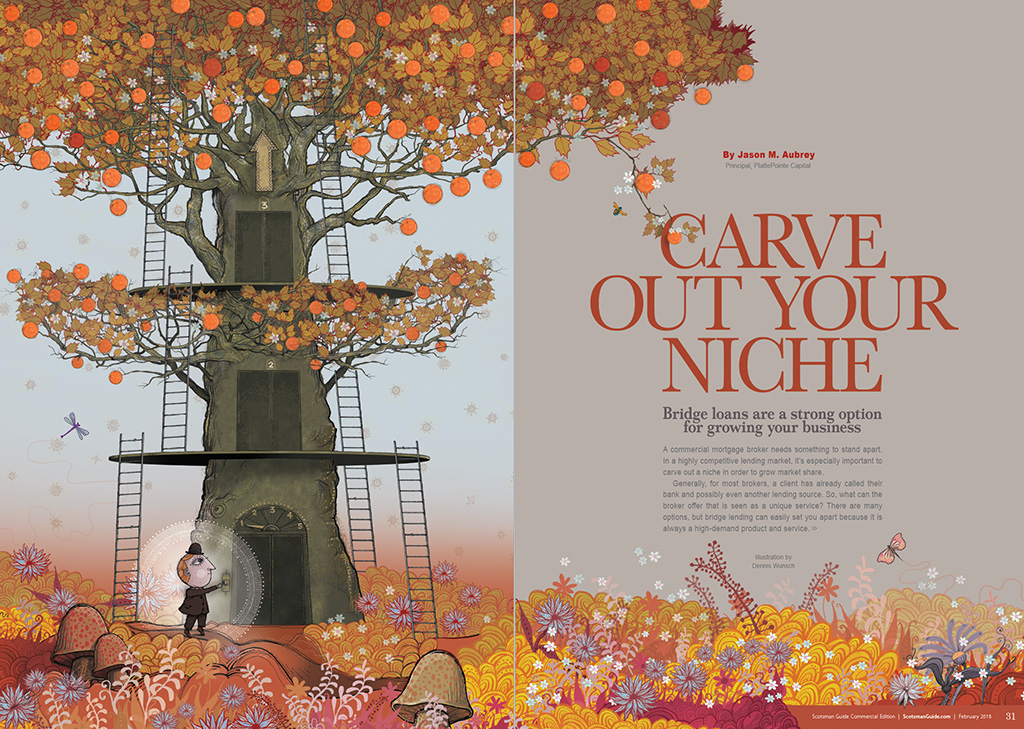 3
2
3
By Jason M. Aubrey
Principal, PlattePointe Capital
CARVE
OUT YOUR
NICHE
Bridge loans are a strong option
for growing your business
A commercial mortgage broker needs something to stand apart.
In a highly competitive lending market, it's especially important to
carve out a niche in order to grow market share.
Generally, for most brokers, a client has already called their
bank and possibly even another lending source. So, what can the
broker offer that is seen as a unique service? There are many
options, but bridge lending can easily set you apart because it is
always a high-demand product and service. »
Illustration by
Dennis Wunsch
Scotsman Guide Commercial Edition | ScotsmanGuide.com | February 2018 31